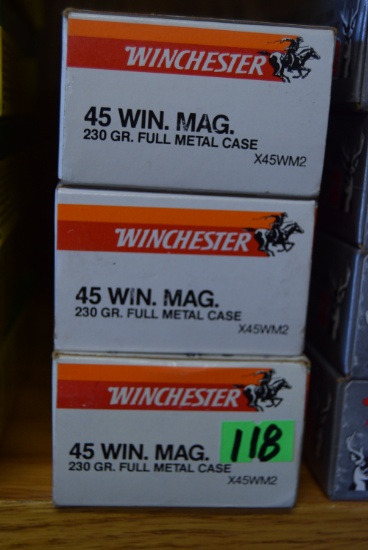 WINCHESTER
45 WIN. MAG.
230 GR. FULL METAL CASE
X45WM2
WINCHESTER
45 WIN. MAG.
230 GR. FULL METAL CASE
X45WM2
WINCHESTER
45 WIN. MAG.
118
230 GR. FULL METAL CASE
X45WM2